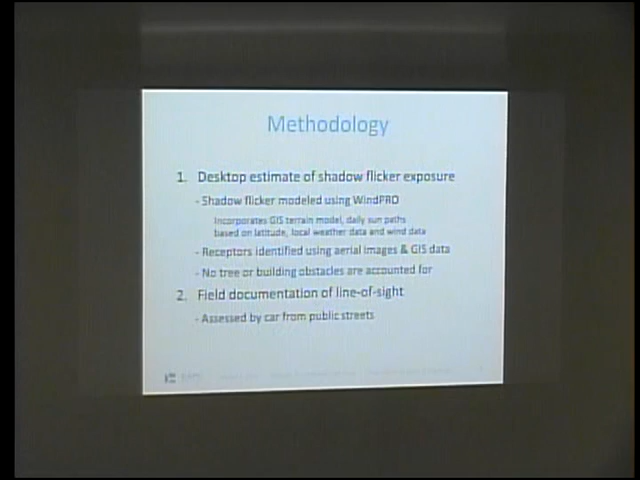 Methodology
1. Desktop estimate of shadow flicker exposure
- Shadow flicker modeled using WindPRO
Incorporates GIS terrain model, daily sun paths
based on latitude, local weather data and wind data
- Receptors identified using aerial images & GIS data
- No tree or building obstacles are accounted for
2. Field documentation of line-of-sight
- Assessed by car from public streets